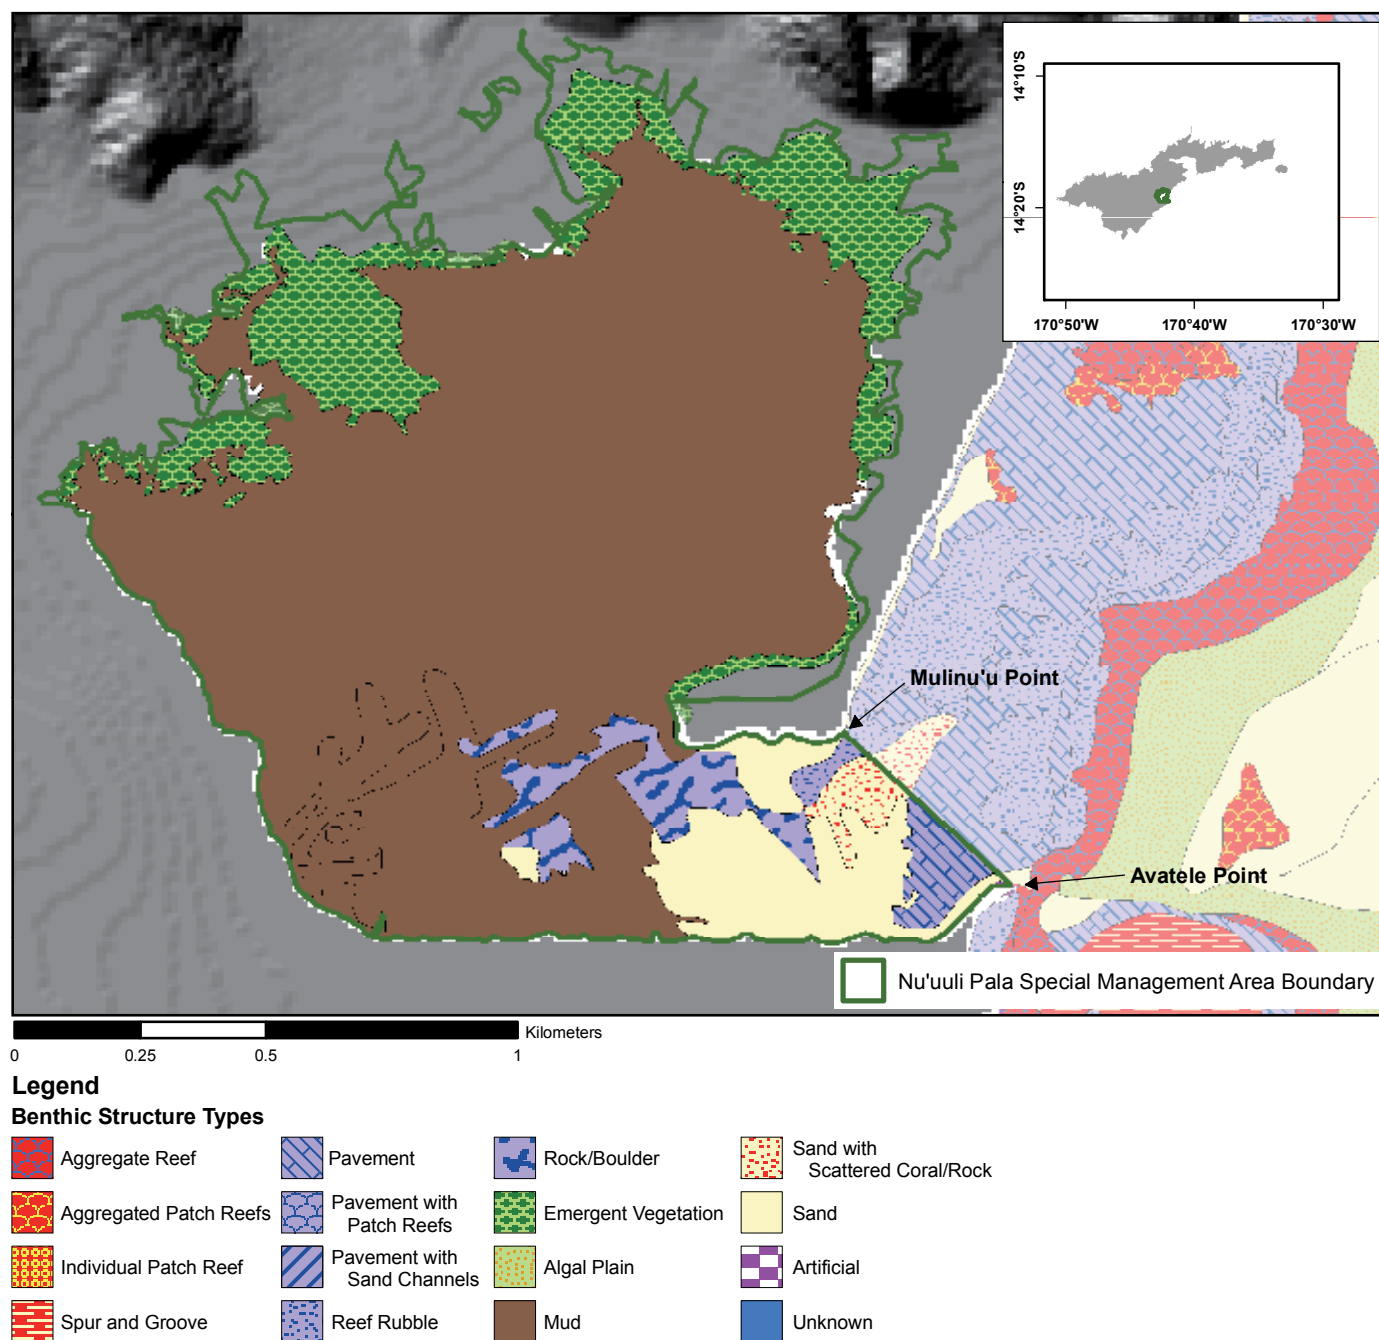 14°10'S
14°20'S
170°50'W
170°40'W
170°30'W
Mulinu'u Point
Avatele Point
Nu'uuli Pala Special Management Area Boundary
Kilometers
0
0.25
0.5
1
Legend
Benthic Structure Types
Aggregate Reef
Pavement
Rock/Boulder
Sand with
Scattered Coral/Rock
Aggregated Patch Reefs
Pavement with
Patch Reefs
Emergent Vegetation
Sand
Individual Patch Reef
Pavement with
Sand Channels
Algal Plain
Artificial
Spur and Groove
Reef Rubble
Mud
Unknown